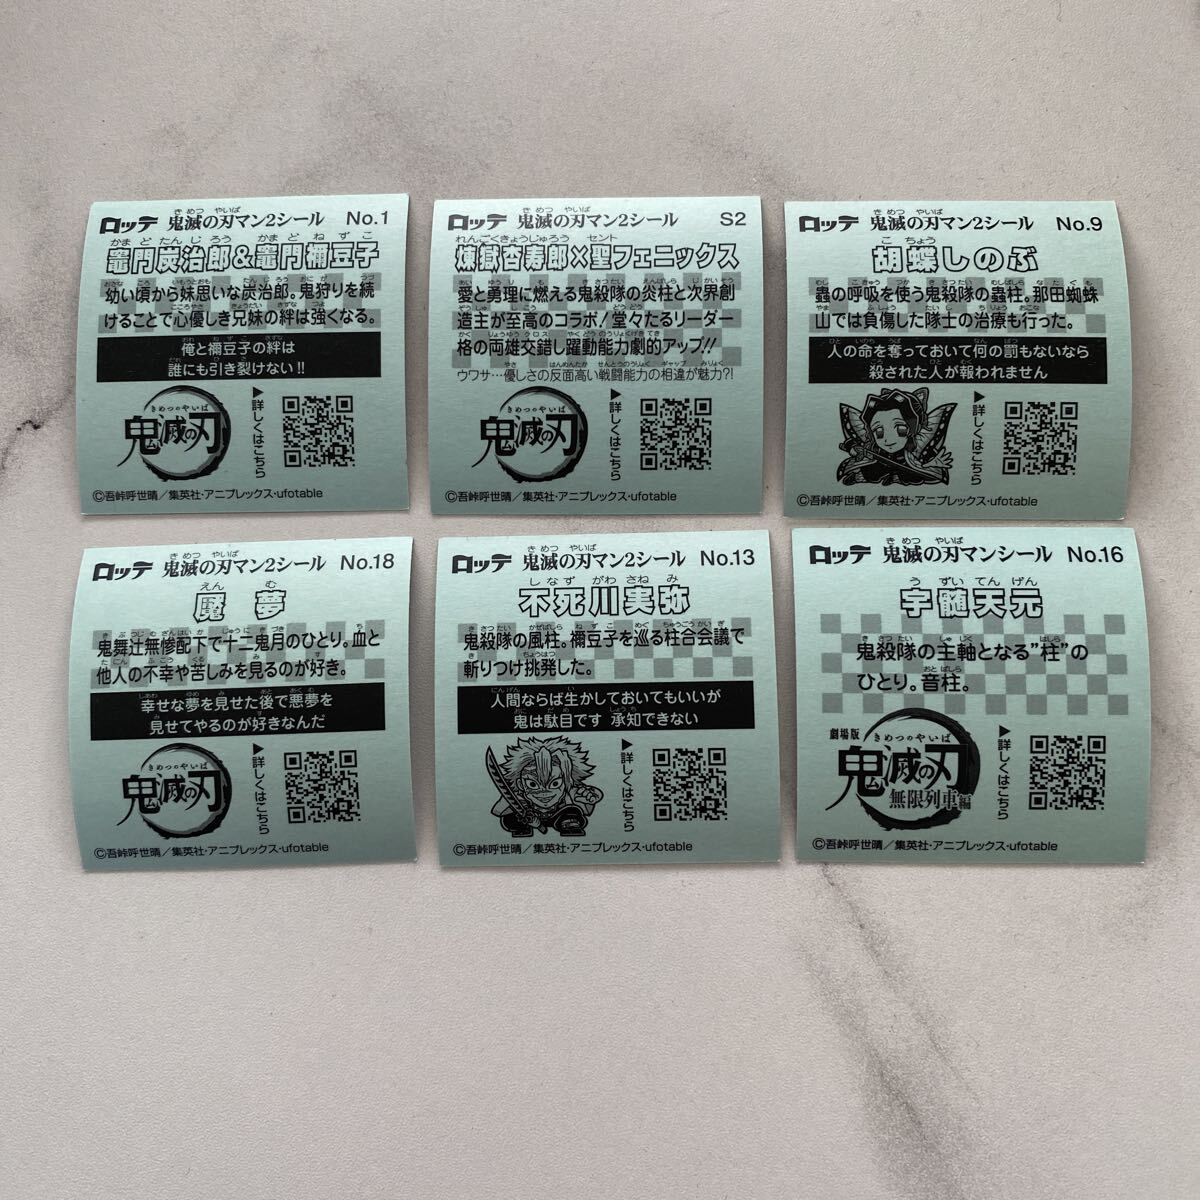 ロッテ 鬼滅の刃マン2シール No.1
竈門炭治郎&竈門禰豆子
幼い頃から妹思いな炭治郎。鬼狩りを続
けることで心優しき兄妹の絆は強くなる。
俺と禰豆子の絆は
誰にも引き裂けない!!
きめつのやいば
鬼滅の刃
▶詳しくはこちら
©吾峠呼世晴／集英社・アニプレックス・ufotable
ロッテ 鬼滅の刃マン2シール S2
煉獄杏寿郎×聖フェニックス
愛と勇理に燃える鬼殺隊の炎柱と次界創
造主が至高のコラボ!堂々たるリーダー
格の両雄交錯し躍動能力劇的アップ!!
ウワサ…優しさの反面高い戦闘能力の相違が魅力?!
きめつのやいば
鬼滅の刃
▶詳しくはこちら
©吾峠呼世晴／集英社・アニプレックス・ufotable
ロッテ 鬼滅の刃マン2シール No.9
胡蝶しのぶ
蟲の呼吸を使う鬼殺隊の蟲柱。那田蜘蛛
山では負傷した隊士の治療も行った。
人の命を奪っておいて何の罰もないなら
殺された人が報われません
▶詳しくはこちら
©吾峠呼世晴／集英社・アニプレックス・ufotable
ロッテ 鬼滅の刃マン2シール No.18
魘夢
鬼舞辻無惨配下で十二鬼月のひとり。血と
他人の不幸や苦しみを見るのが好き。
幸せな夢を見せた後で悪夢を
見せてやるのが好きなんだ
きめつのやいば
鬼滅の刃
▶詳しくはこちら
©吾峠呼世晴／集英社・アニプレックス・ufotable
ロッテ 鬼滅の刃マン2シール No.13
不死川実弥
鬼殺隊の風柱。禰豆子を巡る柱合会議で
斬りつけ挑発した。
人間ならば生かしておいてもいいが
鬼は駄目です 承知できない
▶詳しくはこちら
©吾峠呼世晴／集英社・アニプレックス・ufotable
ロッテ 鬼滅の刃マンシール No.16
宇髄天元
鬼殺隊の主軸となる"柱"の
ひとり。音柱。
劇場版
きめつのやいば
鬼滅の刃
無限列車編
▶詳しくはこちら
©吾峠呼世晴／集英社・アニプレックス・ufotable